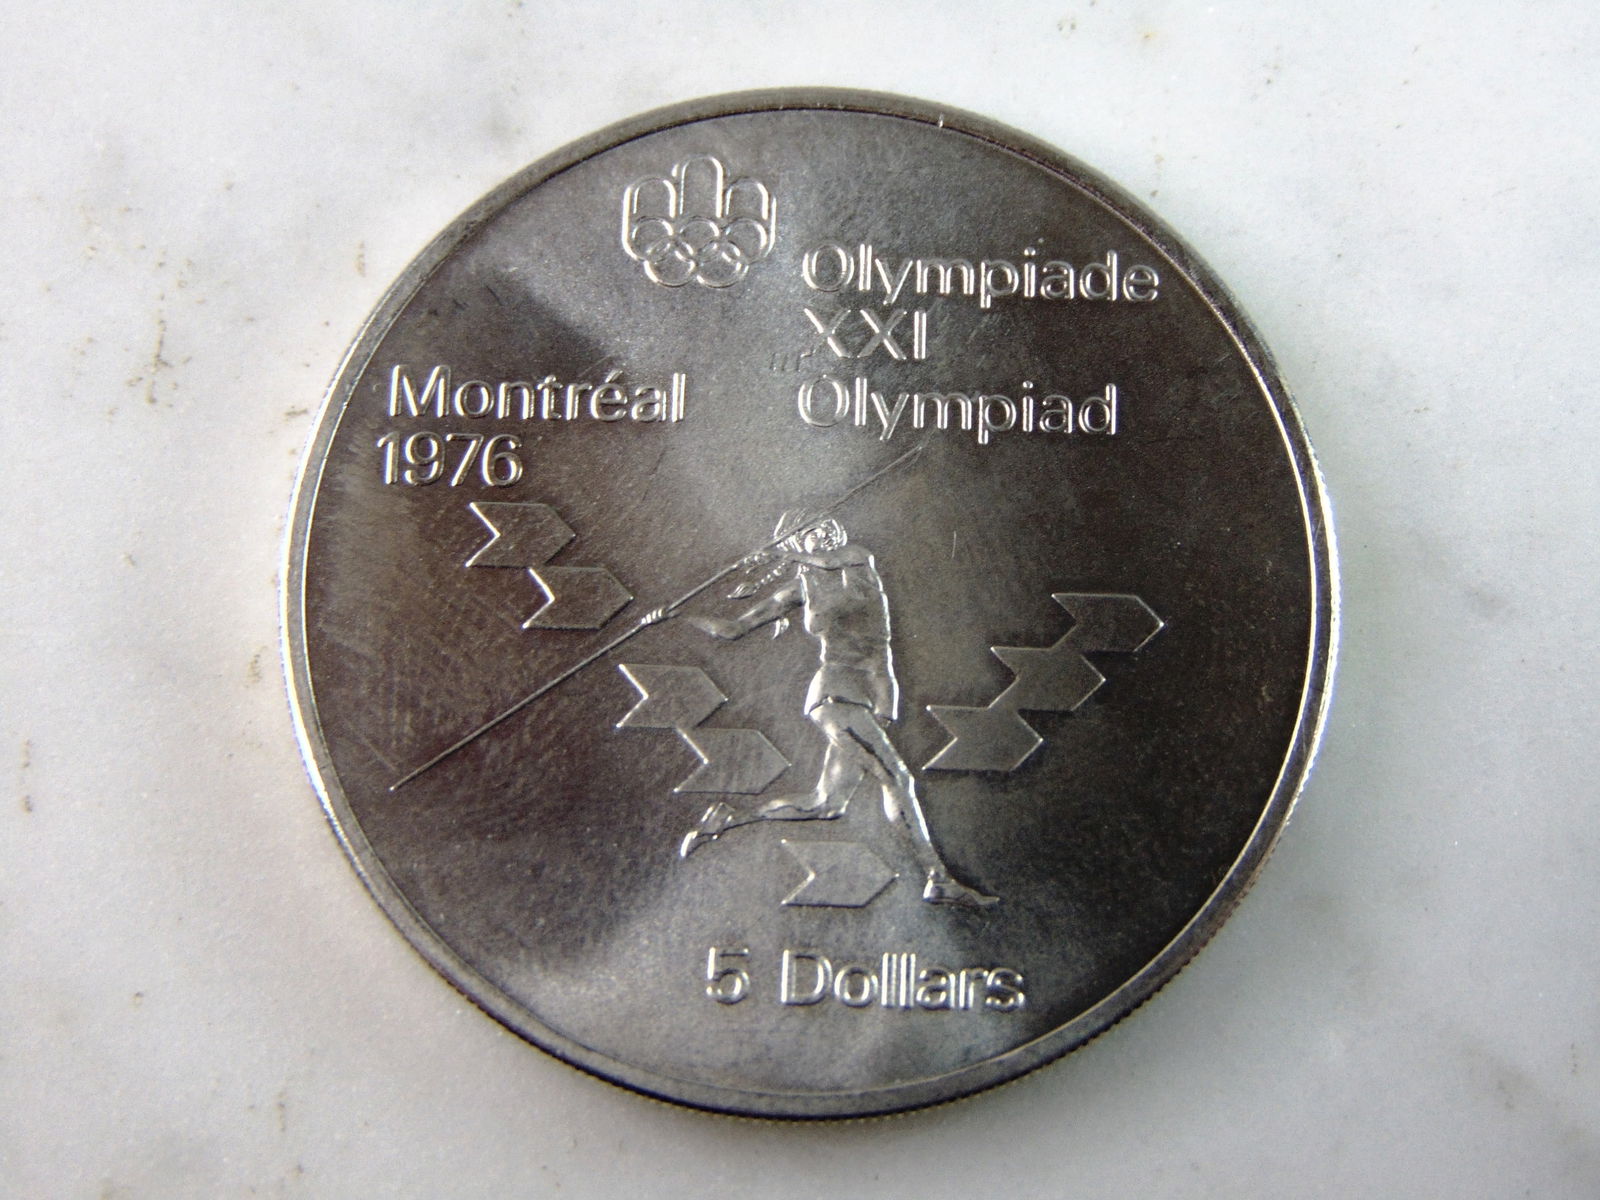 Olympiade
XXI
Olympiad
Montréal
1976
5 Dollars